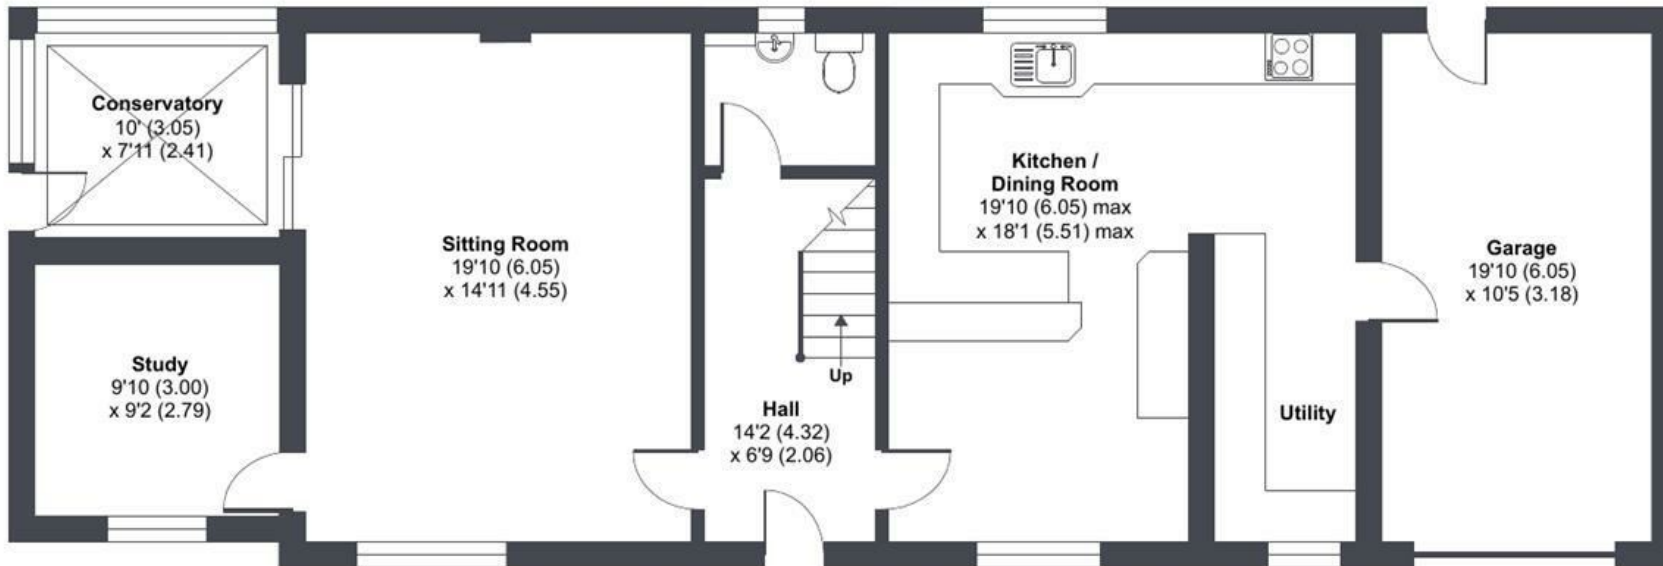 Conservatory
10' (3.05)
x 7'11 (2.41)
Study
9'10 (3.00)
x 9'2 (2.79)
Sitting Room
19'10 (6.05)
x 14'11 (4.55)
Up
Hall
14'2 (4.32)
x 6'9 (2.06)
Kitchen /
Dining Room
19'10 (6.05) max
x 18'1 (5.51) max
Utility
Garage
19'10 (6.05)
x 10'5 (3.18)